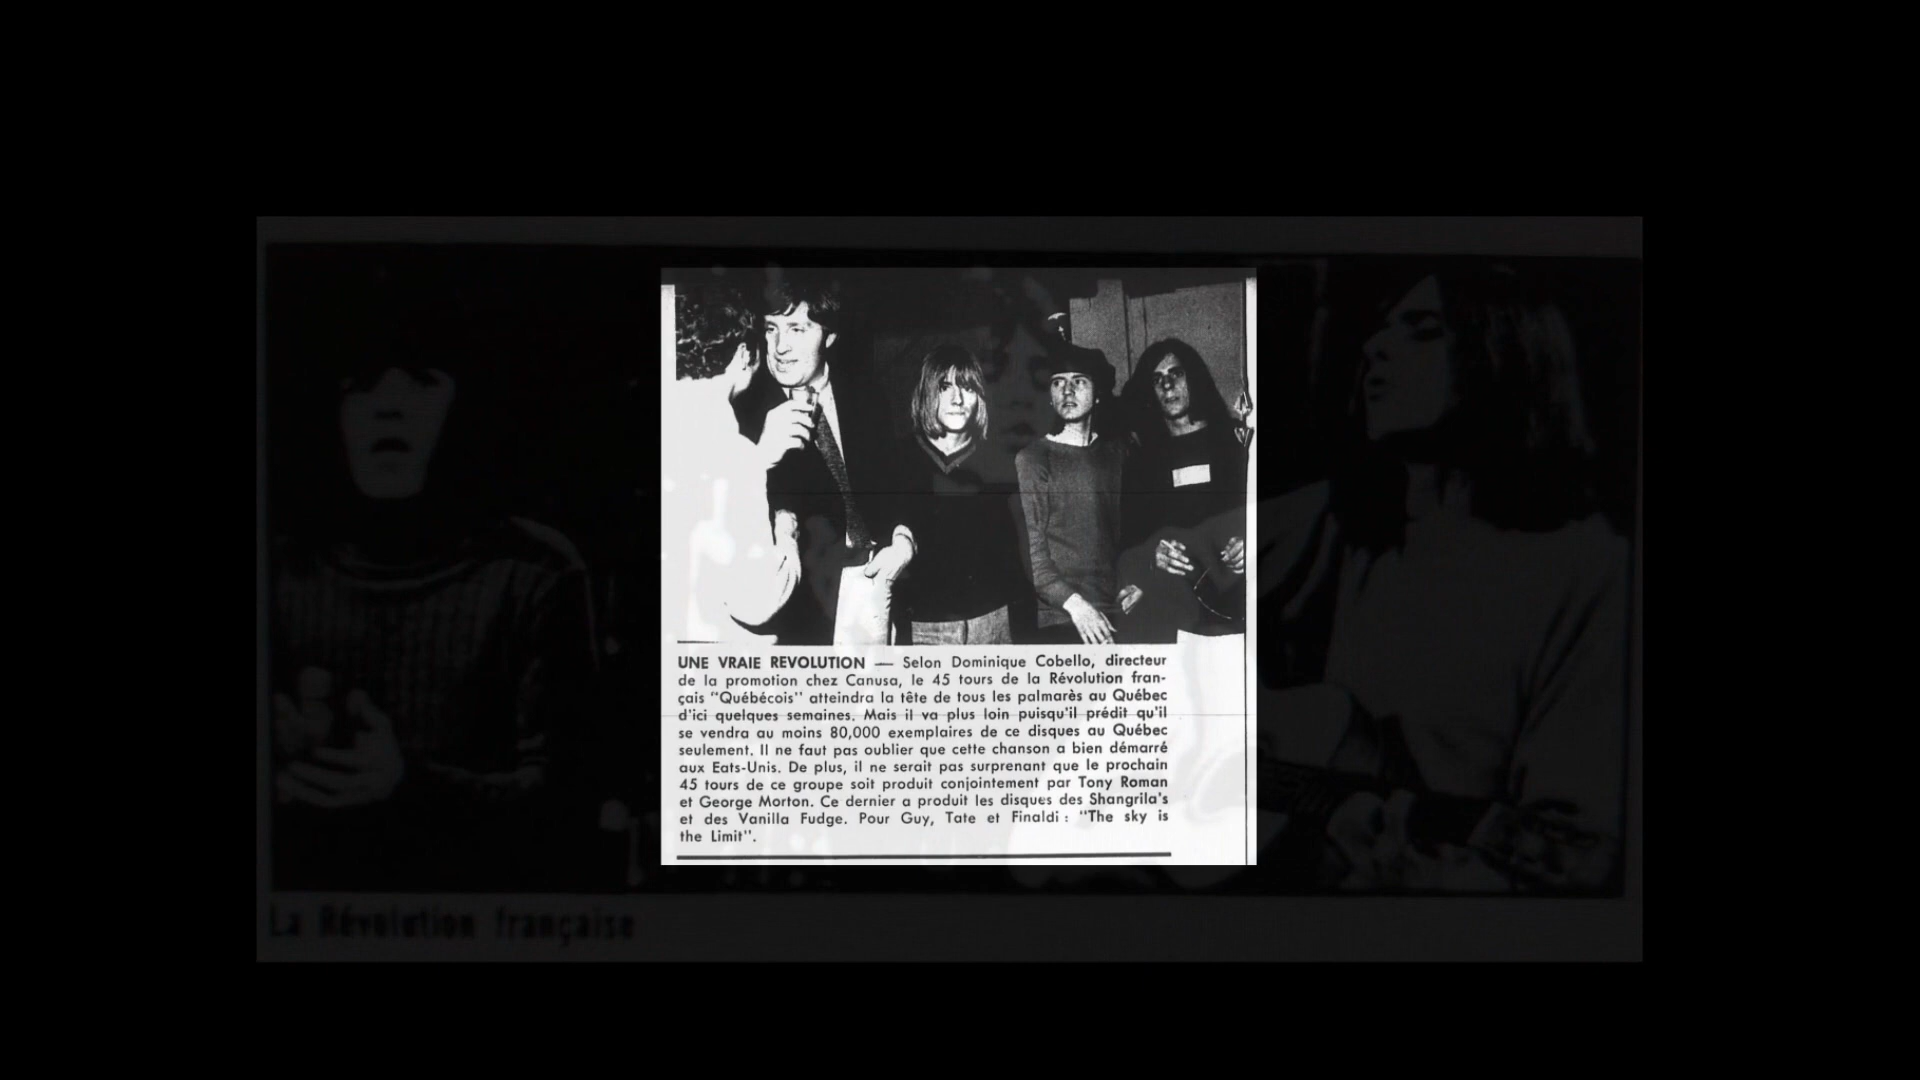 UNE VRAIE REVOLUTION — Selon Dominique Cobello, directeur
de la promotion chez Canusa, le 45 tours de la Révolution fran-
çais "Québécois" atteindra la tête de tous les palmarès au Québec
d'ici quelques semaines. Mais il va plus loin puisqu'il prédit qu'il
se vendra au moins 80,000 exemplaires de ce disques au Québec
seulement. Il ne faut pas oublier que cette chanson a bien démarré
aux Eats-Unis. De plus, il ne serait pas surprenant que le prochain
45 tours de ce groupe soit produit conjointement par Tony Roman
et George Morton. Ce dernier a produit les disques des Shangrila's
et des Vanilla Fudge. Pour Guy, Tate et Finaldi : "The sky is
the Limit".
La Révolution française